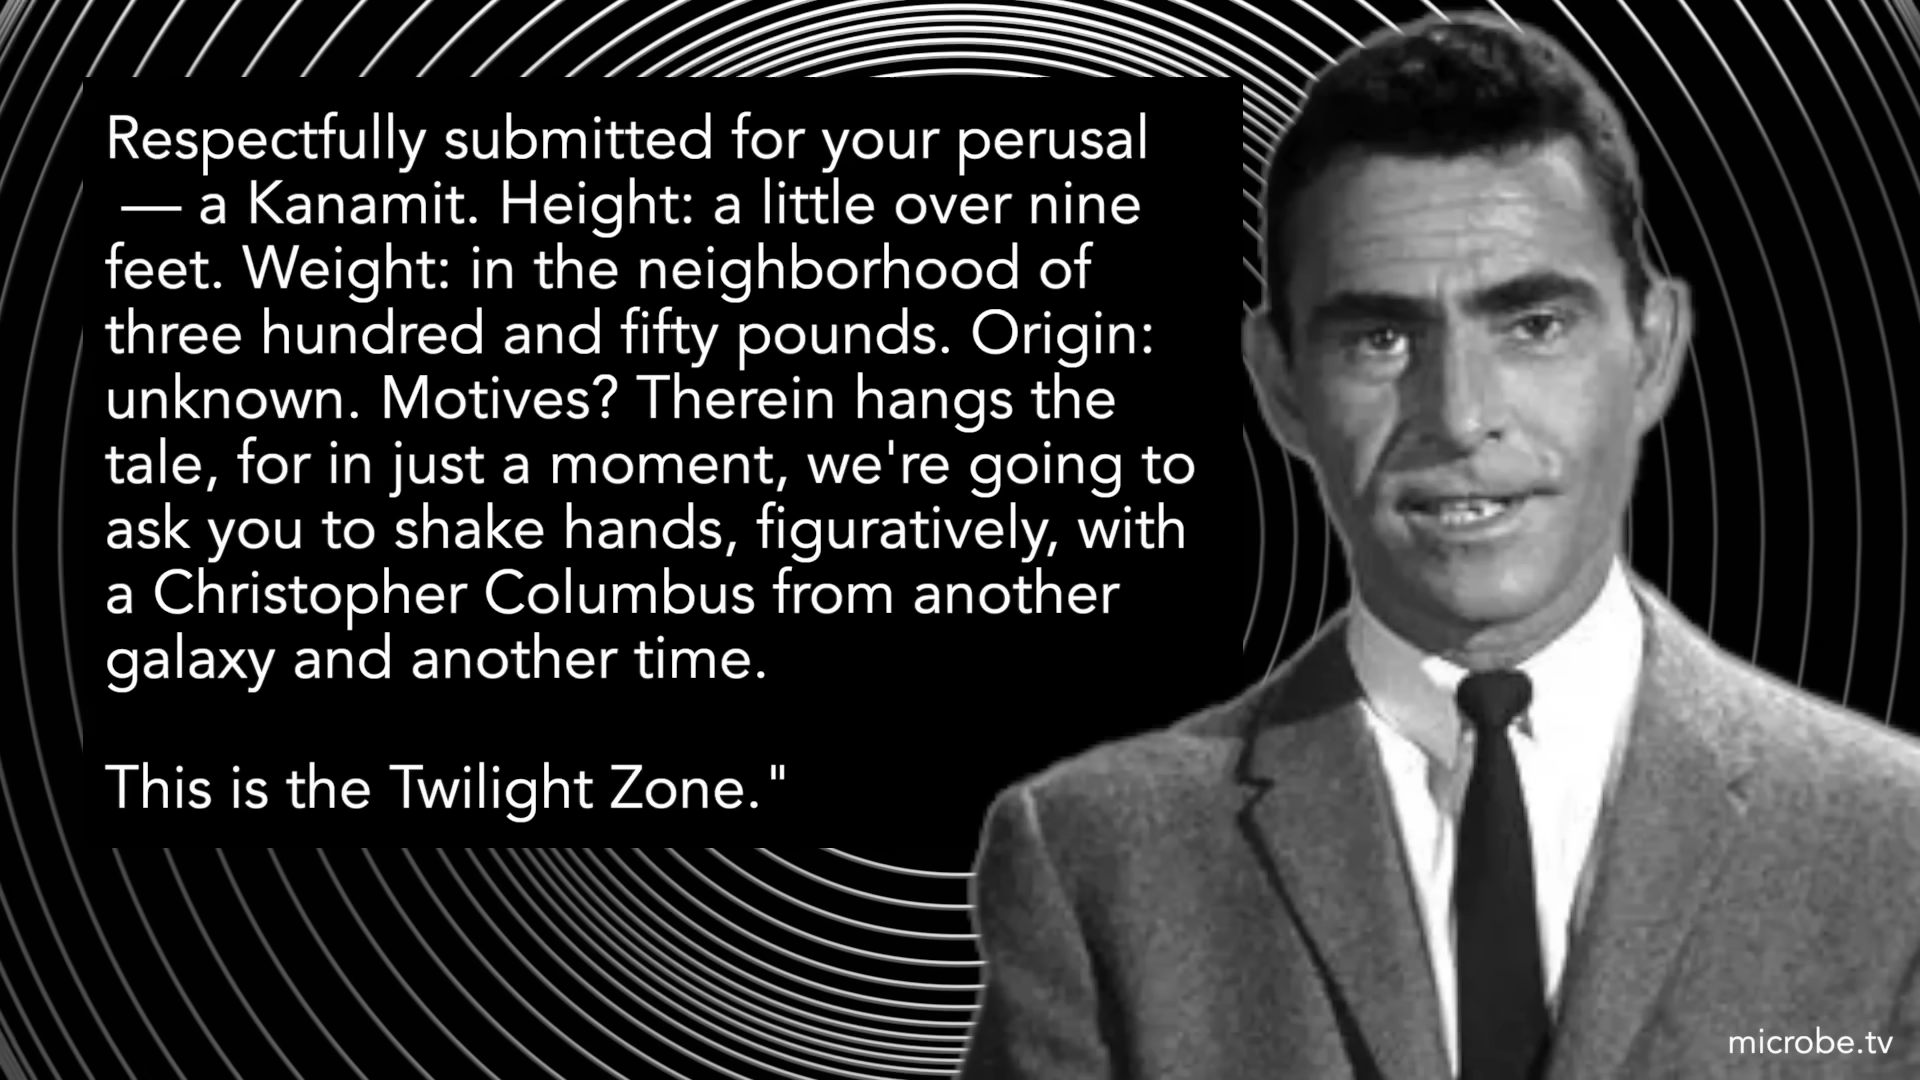 Respectfully submitted for your perusal
— a Kanamit. Height: a little over nine
feet. Weight: in the neighborhood of
three hundred and fifty pounds. Origin:
unknown. Motives? Therein hangs the
tale, for in just a moment, we're going to
ask you to shake hands, figuratively, with
a Christopher Columbus from another
galaxy and another time.
This is the Twilight Zone."
microbe.tv